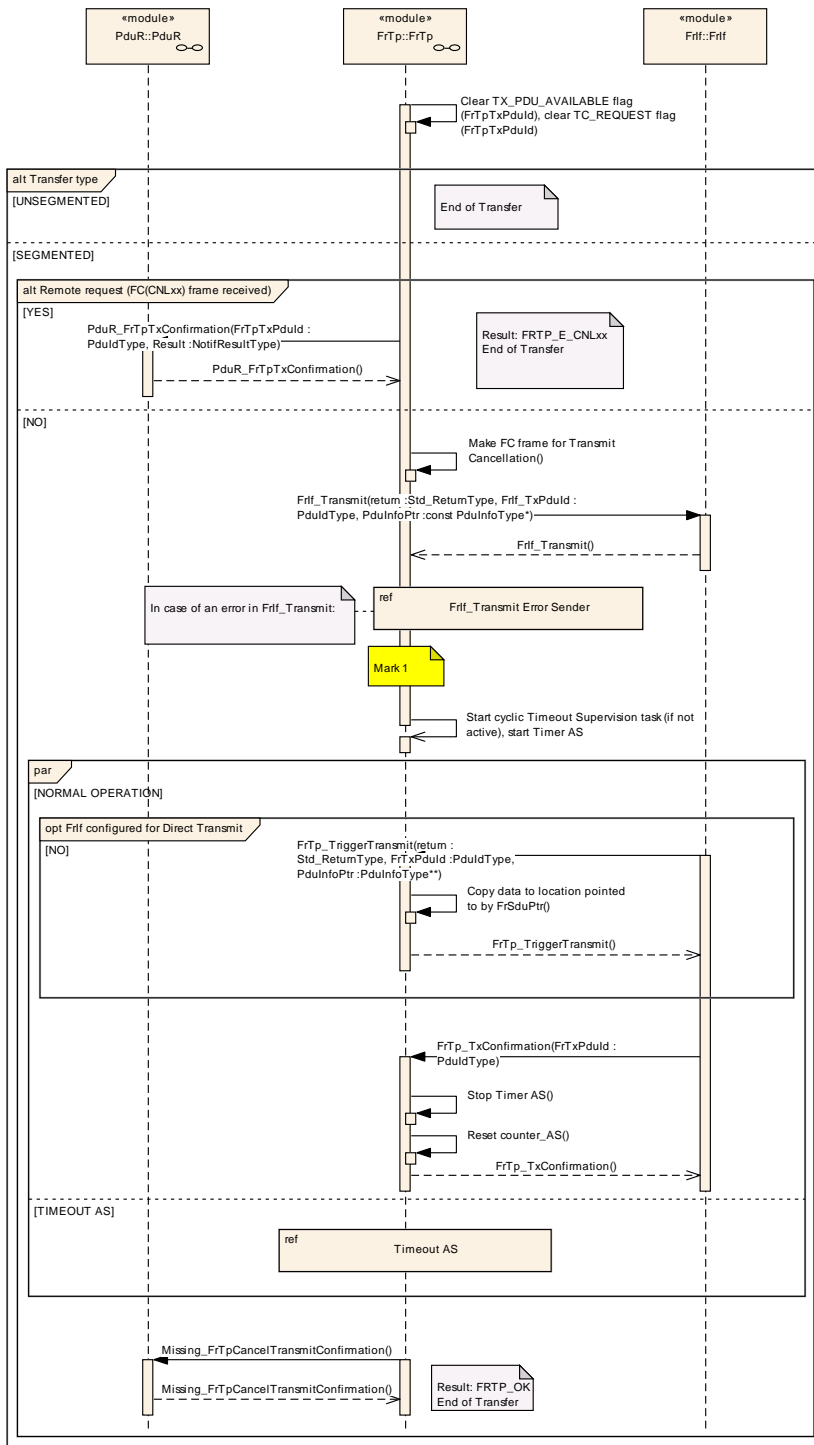 «module»
PduR::PduR
«module»
FrTp::FrTp
«module»
FrIf::FrIf
Clear TX_PDU_AVAILABLE flag
(FrTpTxPduId), clear TC_REQUEST flag
(FrTpTxPduId)
alt Transfer type
[UNSEGMENTED]
End of Transfer
[SEGMENTED]
alt Remote request (FC(CNLxx) frame received)
[YES]
PduR_FrTpTxConfirmation(FrTpTxPduId :
PduIdType, Result :NotifResultType)
Result: FRTP_E_CNLxx
End of Transfer
PduR_FrTpTxConfirmation()
[NO]
Make FC frame for Transmit
Cancellation()
FrIf_Transmit(return :Std_ReturnType, FrIf_TxPduId :
PduIdType, PduInfoPtr :const PduInfoType*)
FrIf_Transmit()
In case of an error in FrIf_Transmit:
ref
FrIf_Transmit Error Sender
Mark 1
Start cyclic Timeout Supervision task (if not
active), start Timer AS
par
[NORMAL OPERATION]
opt FrIf configured for Direct Transmit
[NO]
FrTp_TriggerTransmit(return :
Std_ReturnType, FrTxPduId :PduIdType,
PduInfoPtr :PduInfoType**)
Copy data to location pointed
to by FrSduPtr()
FrTp_TriggerTransmit()
FrTp_TxConfirmation(FrTxPduId :
PduIdType)
Stop Timer AS()
Reset counter_AS()
FrTp_TxConfirmation()
[TIMEOUT AS]
ref
Timeout AS
Missing_FrTpCancelTransmitConfirmation()
Missing_FrTpCancelTransmitConfirmation()
Result: FRTP_OK
End of Transfer